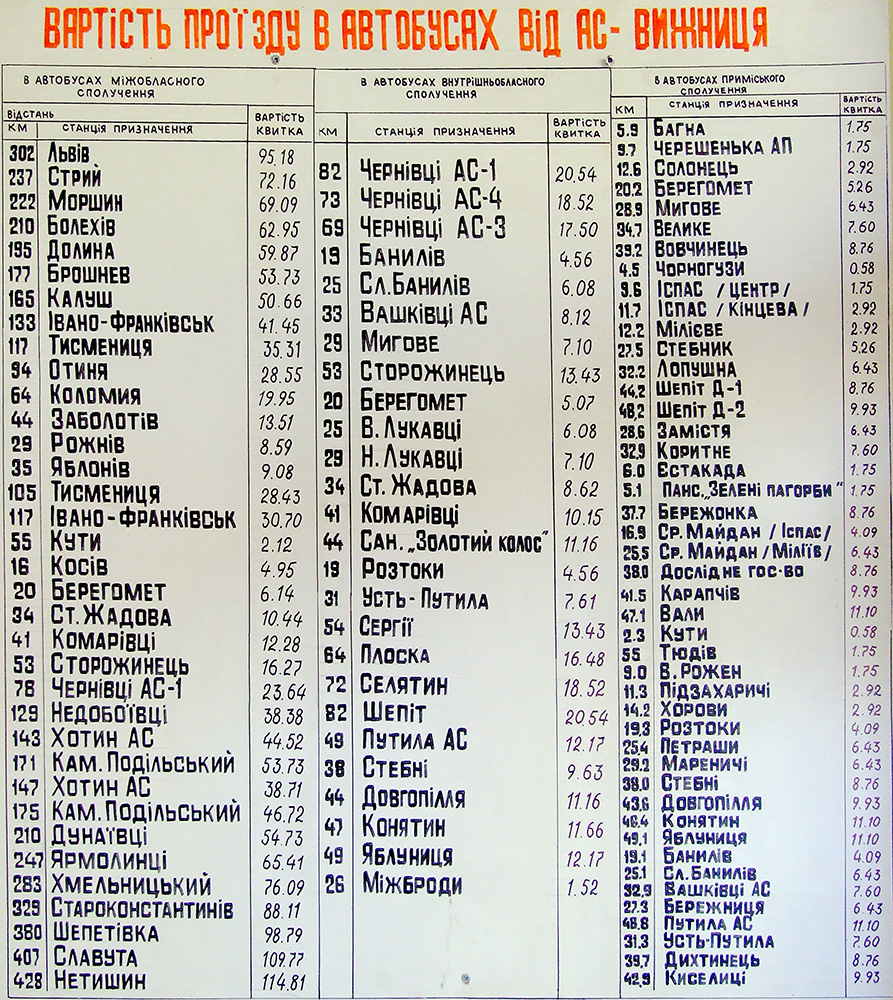 ВАРТІСТЬ ПРОЇЗДУ В АВТОБУСАХ ВІД АС- ВИЖНИЦЯ
В АВТОБУСАХ МІЖОБЛАСНОГО
СПОЛУЧЕННЯ
ВІДСТАНЬ
КМ СТАНЦІЯ ПРИЗНАЧЕННЯ ВАРТІСТЬ КВИТКА
302 ЛЬВІВ 95.18
237 СТРИЙ 72.16
222 МОРШИН 69.09
210 БОЛЕХІВ 62.95
195 ДОЛИНА 59.87
177 БРОШНЕВ 53.73
165 КАЛУШ 50.66
133 ІВАНО-ФРАНКІВСЬК 41.45
117 ТИСМЕНИЦЯ 35.31
94 ОТИНЯ 28.55
64 КОЛОМИЯ 19.95
44 ЗАБОЛОТІВ 13.51
29 РОЖНІВ 8.59
35 ЯБЛОНІВ 9.08
105 ТИСМЕНИЦЯ 28.43
117 ІВАНО-ФРАНКІВСЬК 30.70
55 КУТИ 2.12
16 КОСІВ 4.95
20 БЕРЕГОМЕТ 6.14
34 СТ. ЖАДОВА 10.44
41 КОМАРІВЦІ 12.28
53 СТОРОЖИНЕЦЬ 16.27
78 ЧЕРНІВЦІ АС-1 23.64
129 НЕДОБОЇВЦІ 38.38
143 ХОТИН АС 44.52
171 КАМ. ПОДІЛЬСЬКИЙ 53.73
147 ХОТИН АС 38.71
175 КАМ. ПОДІЛЬСЬКИЙ 46.72
210 ДУНАЇВЦІ 54.73
247 ЯРМОЛИНЦІ 65.41
283 ХМЕЛЬНИЦЬКИЙ 76.09
329 СТАРОКОНСТАНТИНІВ 88.11
380 ШЕПЕТІВКА 98.79
407 СЛАВУТА 109.77
428 НЕТИШИН 114.81
В АВТОБУСАХ ВНУТРІШНЬОБЛАСНОГО
СПОЛУЧЕННЯ
КМ СТАНЦІЯ ПРИЗНАЧЕННЯ ВАРТІСТЬ КВИТКА
82 ЧЕРНІВЦІ АС-1 20.54
73 ЧЕРНІВЦІ АС-4 18.52
69 ЧЕРНІВЦІ АС-3 17.50
19 БАНИЛІВ 4.56
25 СЛ.БАНИЛІВ 6.08
33 ВАШКІВЦІ АС 8.12
29 МИГОВЕ 7.10
53 СТОРОЖИНЕЦЬ 13.43
20 БЕРЕГОМЕТ 5.07
25 В. ЛУКАВЦІ 6.08
29 Н. ЛУКАВЦІ 7.10
34 СТ. ЖАДОВА 8.62
41 КОМАРІВЦІ 10.15
44 САН. „ЗОЛОТИЙ КОЛОС" 11.16
19 РОЗТОКИ 4.56
31 УСТЬ-ПУТИЛА 7.61
54 СЕРГІЇ 13.43
64 ПЛОСКА 16.48
72 СЕЛЯТИН 18.52
82 ШЕПІТ 20.54
49 ПУТИЛА АС 12.17
38 СТЕБНІ 9.63
44 ДОВГОПІЛЛЯ 11.16
47 КОНЯТИН 11.66
49 ЯБЛУНИЦЯ 12.17
26 МІЖБРОДИ 1.52
В АВТОБУСАХ ПРИМІСЬКОГО
СПОЛУЧЕННЯ
КМ СТАНЦІЯ ПРИЗНАЧЕННЯ ВАРТІСТЬ КВИТКА
5.9 БАГНА 1.75
9.7 ЧЕРЕШЕНЬКА АП 1.75
12.6 СОЛОНЕЦЬ 2.92
20.2 БЕРЕГОМЕТ 5.26
28.9 МИГОВЕ 6.43
34.7 ВЕЛИКЕ 7.60
39.2 ВОВЧИНЕЦЬ 8.76
4.5 ЧОРНОГУЗИ 0.58
9.6 ІСПАС /ЦЕНТР/ 1.75
11.7 ІСПАС /КІНЦЕВА/ 2.92
12.2 МІЛІЄВЕ 2.92
27.5 СТЕБНИК 5.26
32.2 ЛОПУШНА 6.43
44.2 ШЕПІТ Д-1 8.76
48.2 ШЕПІТ Д-2 9.93
28.6 ЗАМІСТЯ 6.43
32.9 КОРИТНЕ 7.60
6.0 ЕСТАКАДА 1.75
5.1 ПАНС.„ЗЕЛЕНІ ПАГОРБИ" 1.75
37.7 БЕРЕЖОНКА 8.76
16.9 СР. МАЙДАН /ІСПАС/ 4.09
25.5 СР. МАЙДАН /МІЛІЇВ/ 6.43
38.0 ДОСЛІДНЕ ГОС-ВО 8.76
41.5 КАРАПЧІВ 9.93
47.1 ВАЛИ 11.10
2.3 КУТИ 0.58
55 ТЮДІВ 1.75
9.0 В. РОЖЕН 1.75
11.3 ПІДЗАХАРИЧІ 2.92
14.2 ХОРОВИ 2.92
19.3 РОЗТОКИ 4.09
25.4 ПЕТРАШИ 6.43
29.2 МАРЕНИЧІ 6.43
38.0 СТЕБНІ 8.76
43.6 ДОВГОПІЛЛЯ 9.93
46.4 КОНЯТИН 11.10
49.1 ЯБЛУНИЦЯ 11.10
19.1 БАНИЛІВ 4.09
25.1 СЛ.БАНИЛІВ 6.43
32.9 ВАШКІВЦІ АС 7.60
27.3 БЕРЕЖНИЦЯ 6.43
48.8 ПУТИЛА АС 11.10
31.3 УСТЬ-ПУТИЛА 7.60
39.7 ДИХТИНЕЦЬ 8.76
42.9 КИСЕЛИЦІ 9.93